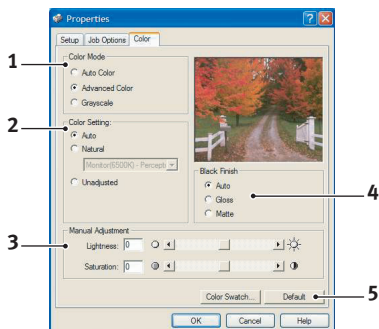 Properties
Setup Job Options Color
1
Color Mode
Auto Color
Advanced Color
Grayscale
2
Color Setting:
Auto
Natural
Monitor(6500K) - Percepti
Unadjusted
Black Finish
Auto
Gloss
Matte
4
Manual Adjustment
3
Lightness: 0
Saturation: 0
Color Swatch... Default
5
OK Cancel Help